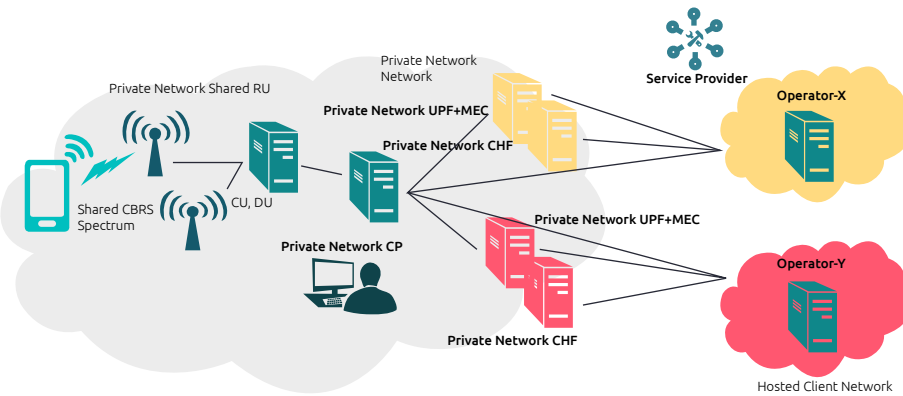 Private Network
Network
Service Provider
Private Network Shared RU
Operator-X
Private Network UPF+MEC
Private Network CHF
Shared CBRS
Spectrum
CU, DU
Private Network UPF+MEC
Private Network CP
Operator-Y
Private Network CHF
Hosted Client Network